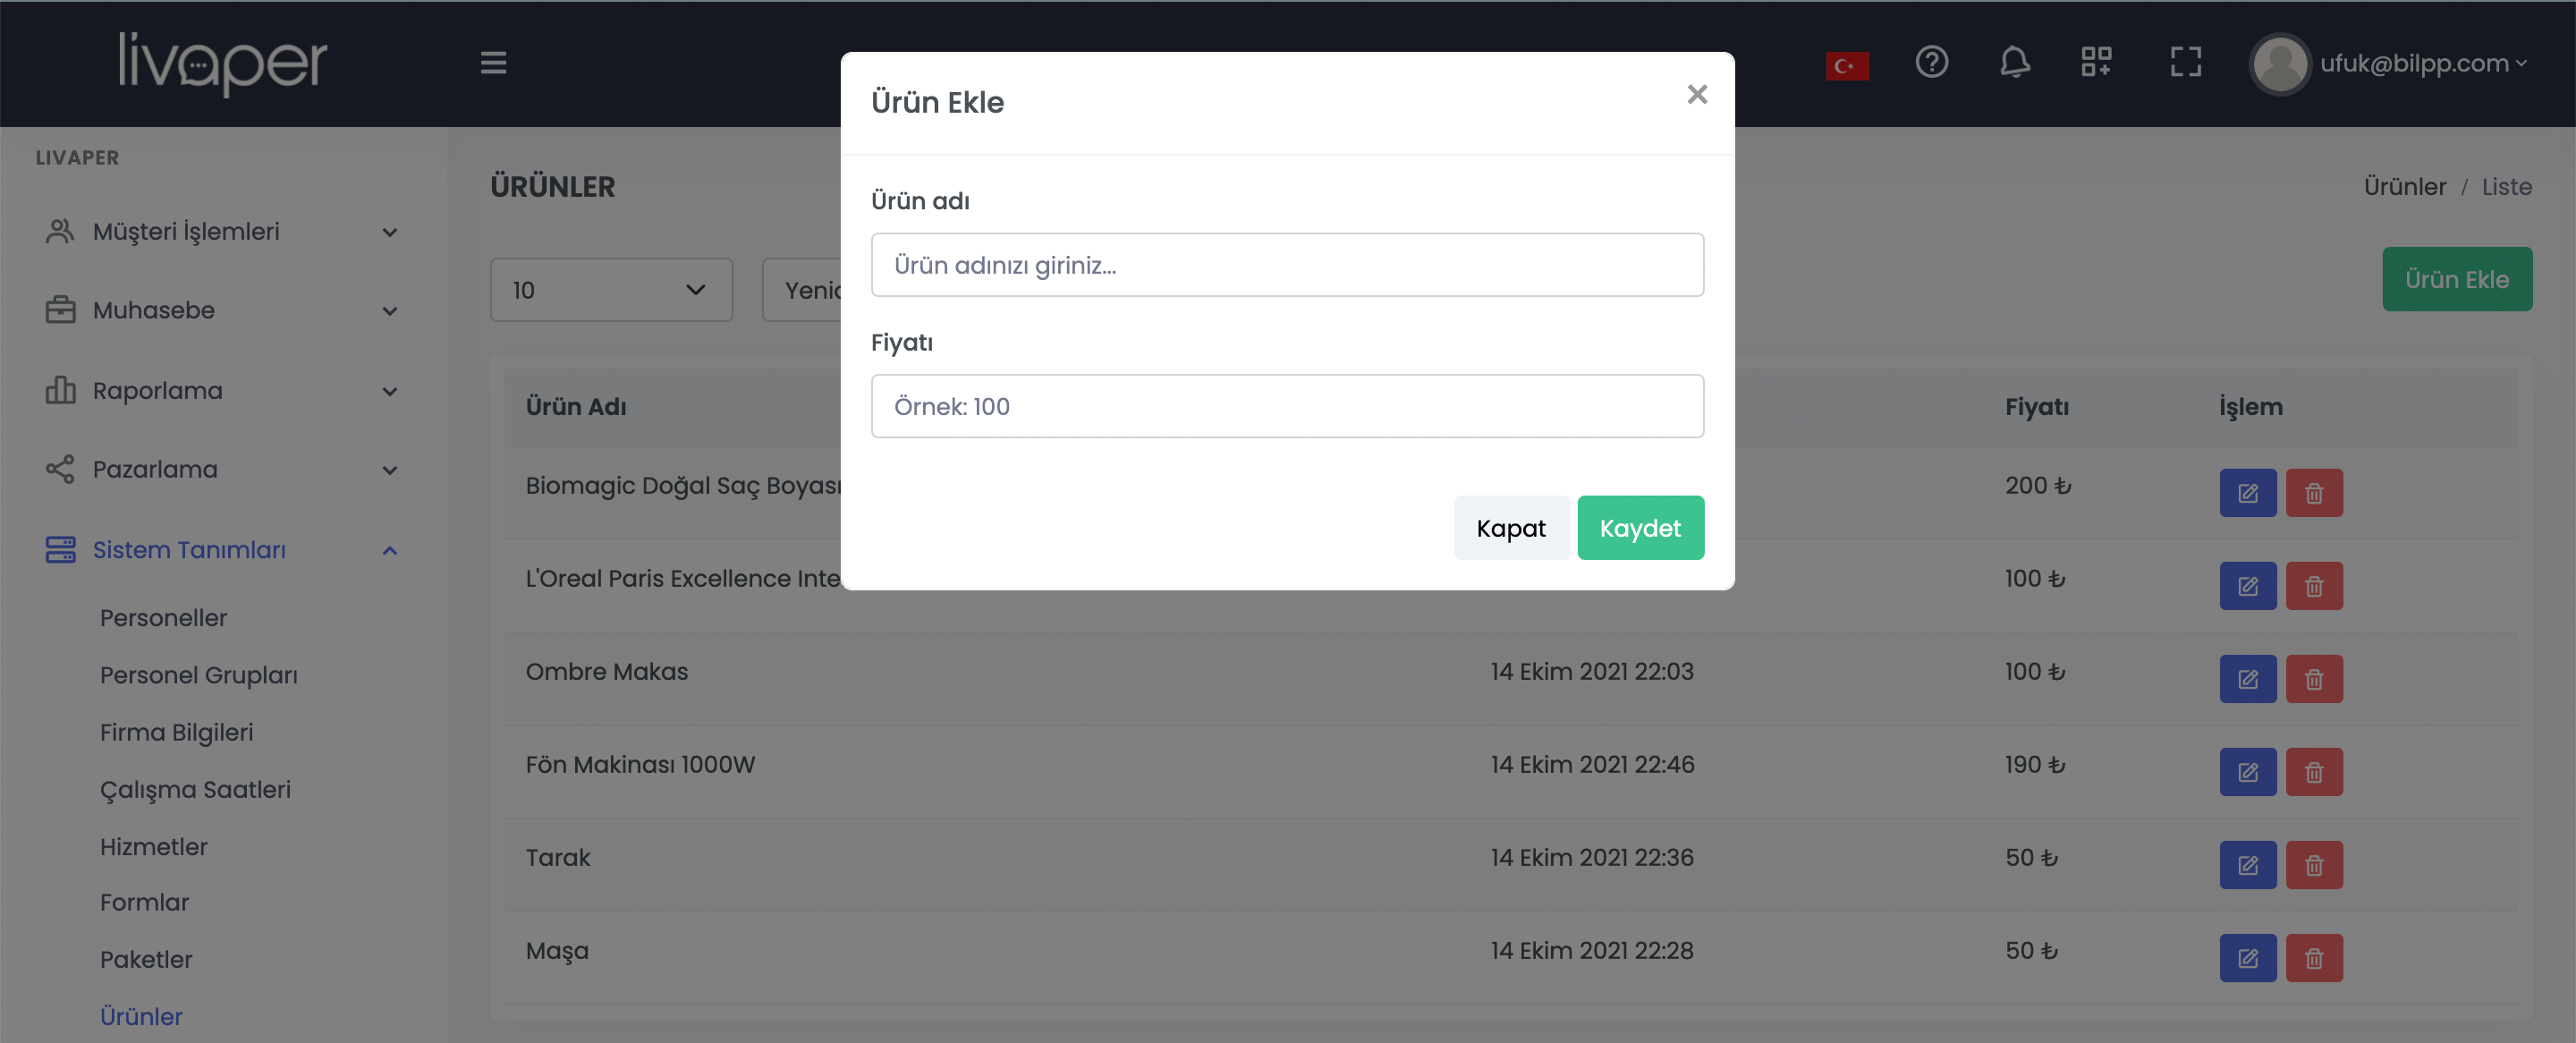 livaper
ufuk@bilpp.com
Ürün Ekle
×
LIVAPER
Müşteri İşlemleri
Muhasebe
Raporlama
Pazarlama
Sistem Tanımları
Personeller
Personel Grupları
Firma Bilgileri
Çalışma Saatleri
Hizmetler
Formlar
Paketler
Ürünler
ÜRÜNLER
Ürünler / Liste
10
Ürün Ekle
Ürün adı
Ürün adınızı giriniz...
Fiyatı
Örnek: 100
Kapat Kaydet
Ürün Adı Fiyatı İşlem
Biomagic Doğal Saç Boyası 200 ₺
L'Oreal Paris Excellence 100 ₺
Ombre Makas 14 Ekim 2021 22:03 100 ₺
Fön Makinası 1000W 14 Ekim 2021 22:46 190 ₺
Tarak 14 Ekim 2021 22:36 50 ₺
Maşa 14 Ekim 2021 22:28 50 ₺